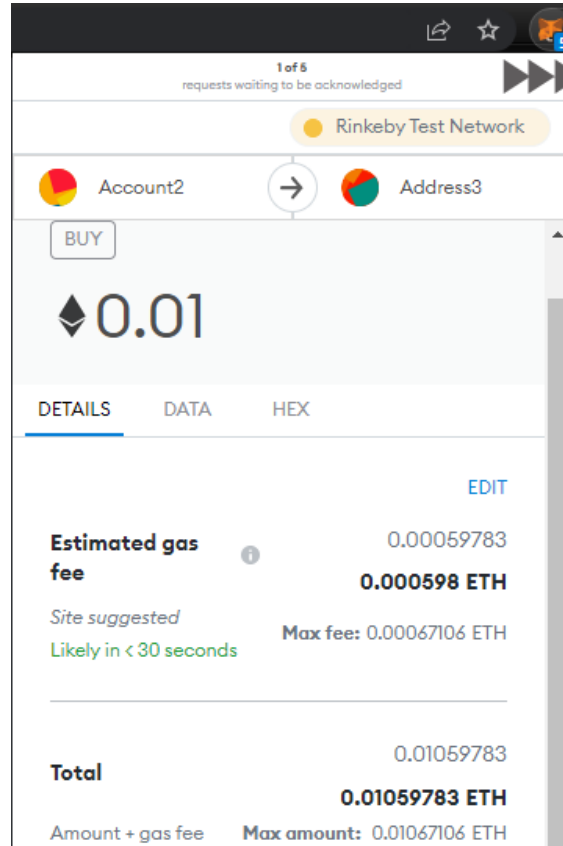 1 of 6
requests waiting to be acknowledged
Rinkeby Test Network
Account2
Address3
BUY
0.01
DETAILS DATA HEX
EDIT
Estimated gas fee
0.00059783
0.000598 ETH
Site suggested
Likely in < 30 seconds
Max fee: 0.00067106 ETH
Total
0.01059783
0.01059783 ETH
Amount + gas fee
Max amount: 0.01067106 ETH